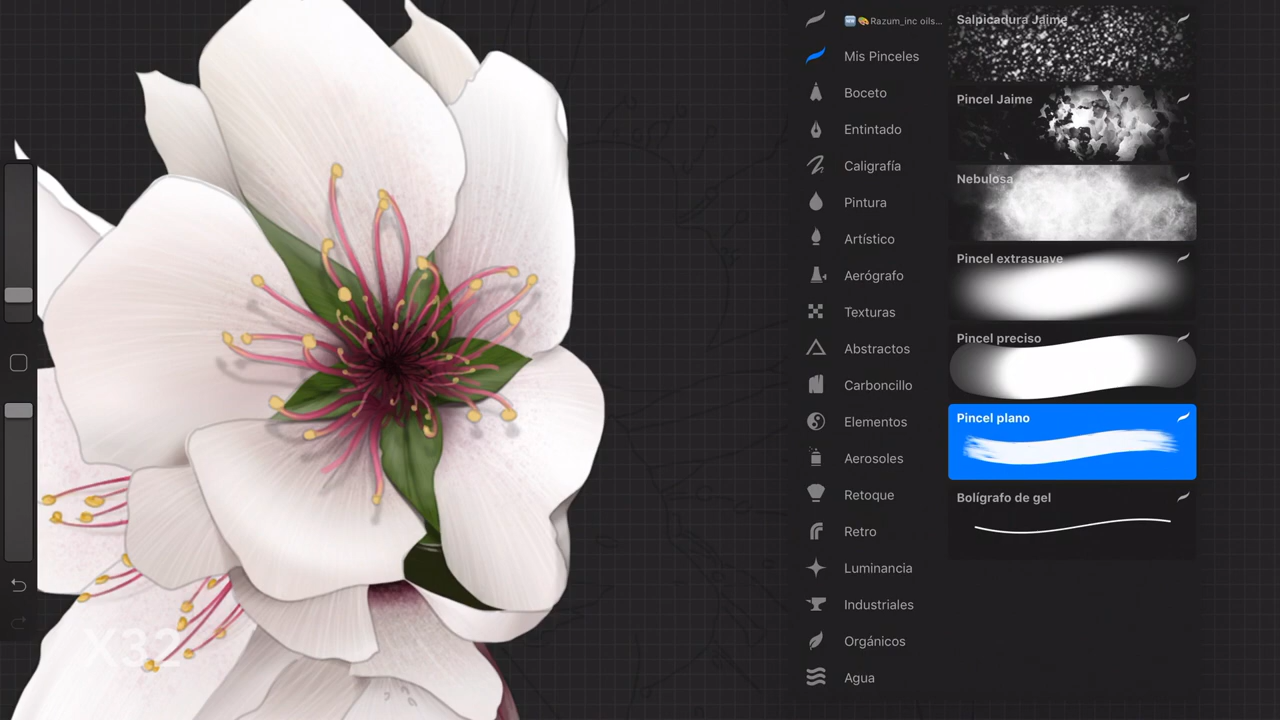 🆕🎨Razum_inc oils...
Mis Pinceles
Boceto
Entintado
Caligrafía
Pintura
Artístico
Aerógrafo
Texturas
Abstractos
Carboncillo
Elementos
Aerosoles
Retoque
Retro
Luminancia
Industriales
Orgánicos
Agua
Salpicadura Jaime
Pincel Jaime
Nebulosa
Pincel extrasuave
Pincel preciso
Pincel plano
Bolígrafo de gel
X32